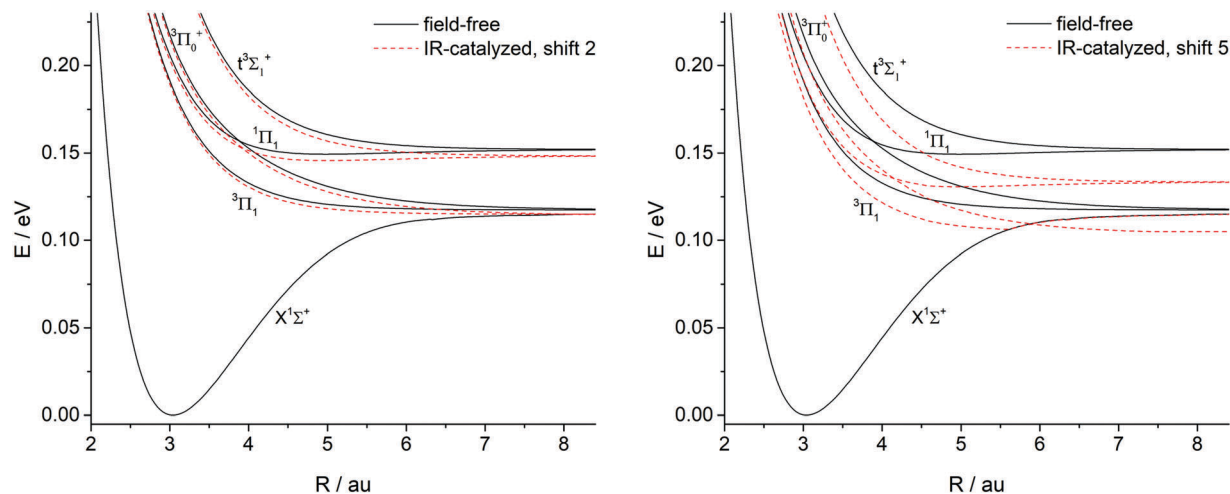 field-free
IR-catalyzed, shift 2
³Π₀⁺
t³Σ₁⁺
¹Π₁
³Π₁
X¹Σ⁺
E / eV
0.20
0.15
0.10
0.05
0.00
2 3 4 5 6 7 8
R / au
field-free
IR-catalyzed, shift 5
³Π₀⁺
t³Σ₁⁺
¹Π₁
³Π₁
X¹Σ⁺
E / eV
0.20
0.15
0.10
0.05
0.00
2 3 4 5 6 7 8
R / au